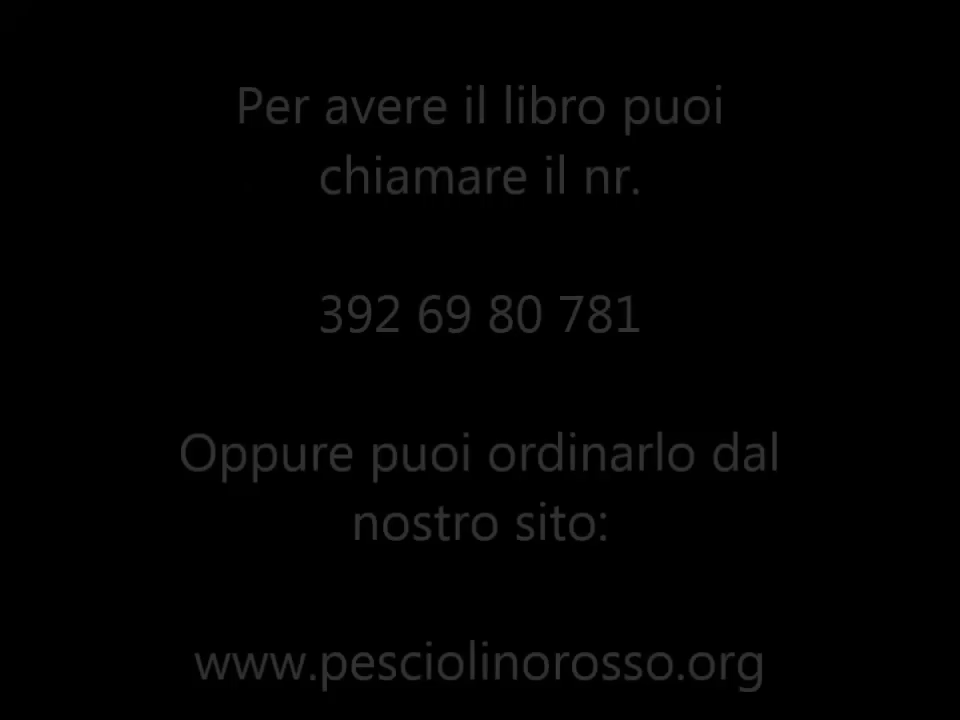 Per avere il libro puoi
chiamare il nr.
392 69 80 781
Oppure puoi ordinarlo dal
nostro sito:
www.pesciolinorosso.org